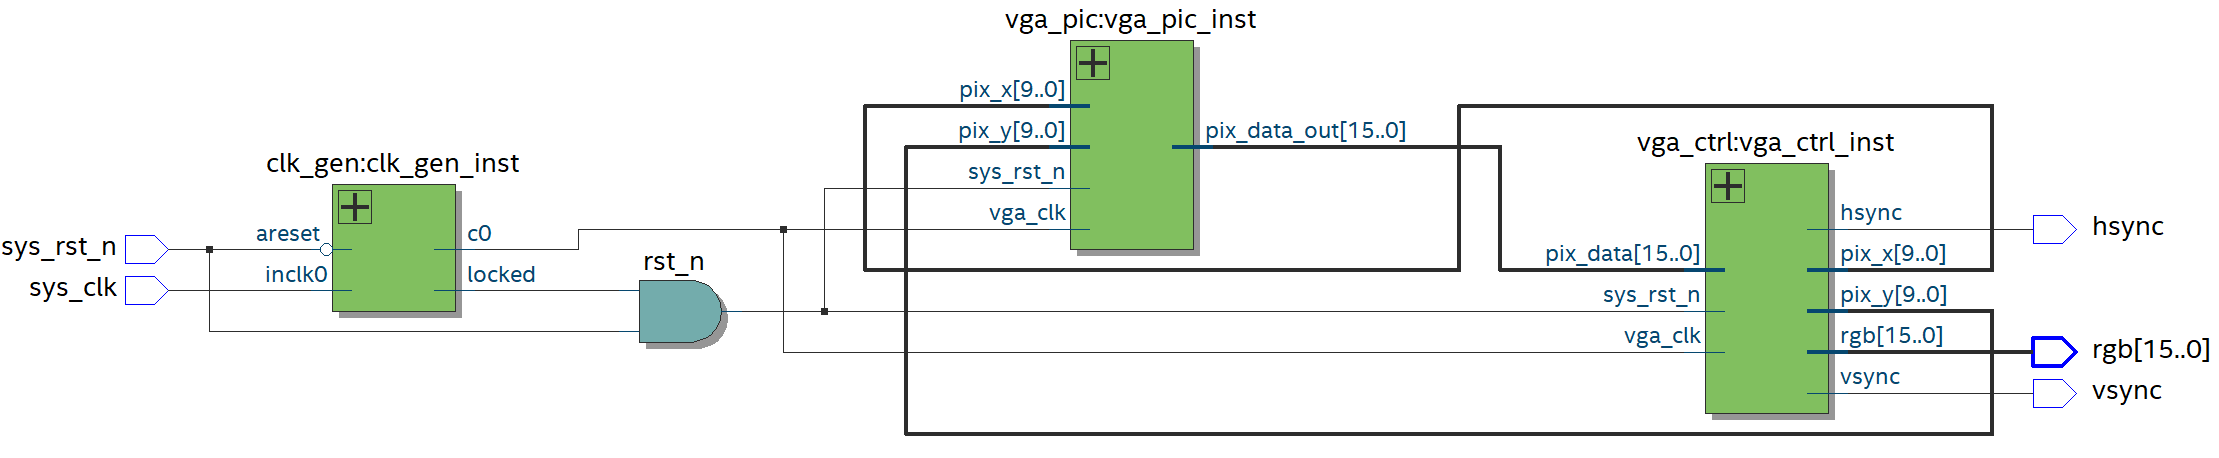 vga_pic:vga_pic_inst
pix_x[9..0]
pix_y[9..0]
pix_data_out[15..0]
sys_rst_n
vga_clk
clk_gen:clk_gen_inst
sys_rst_n
areset
c0
sys_clk
inclk0
locked
rst_n
vga_ctrl:vga_ctrl_inst
hsync
hsync
pix_data[15..0]
pix_x[9..0]
sys_rst_n
pix_y[9..0]
vga_clk
rgb[15..0]
rgb[15..0]
vsync
vsync